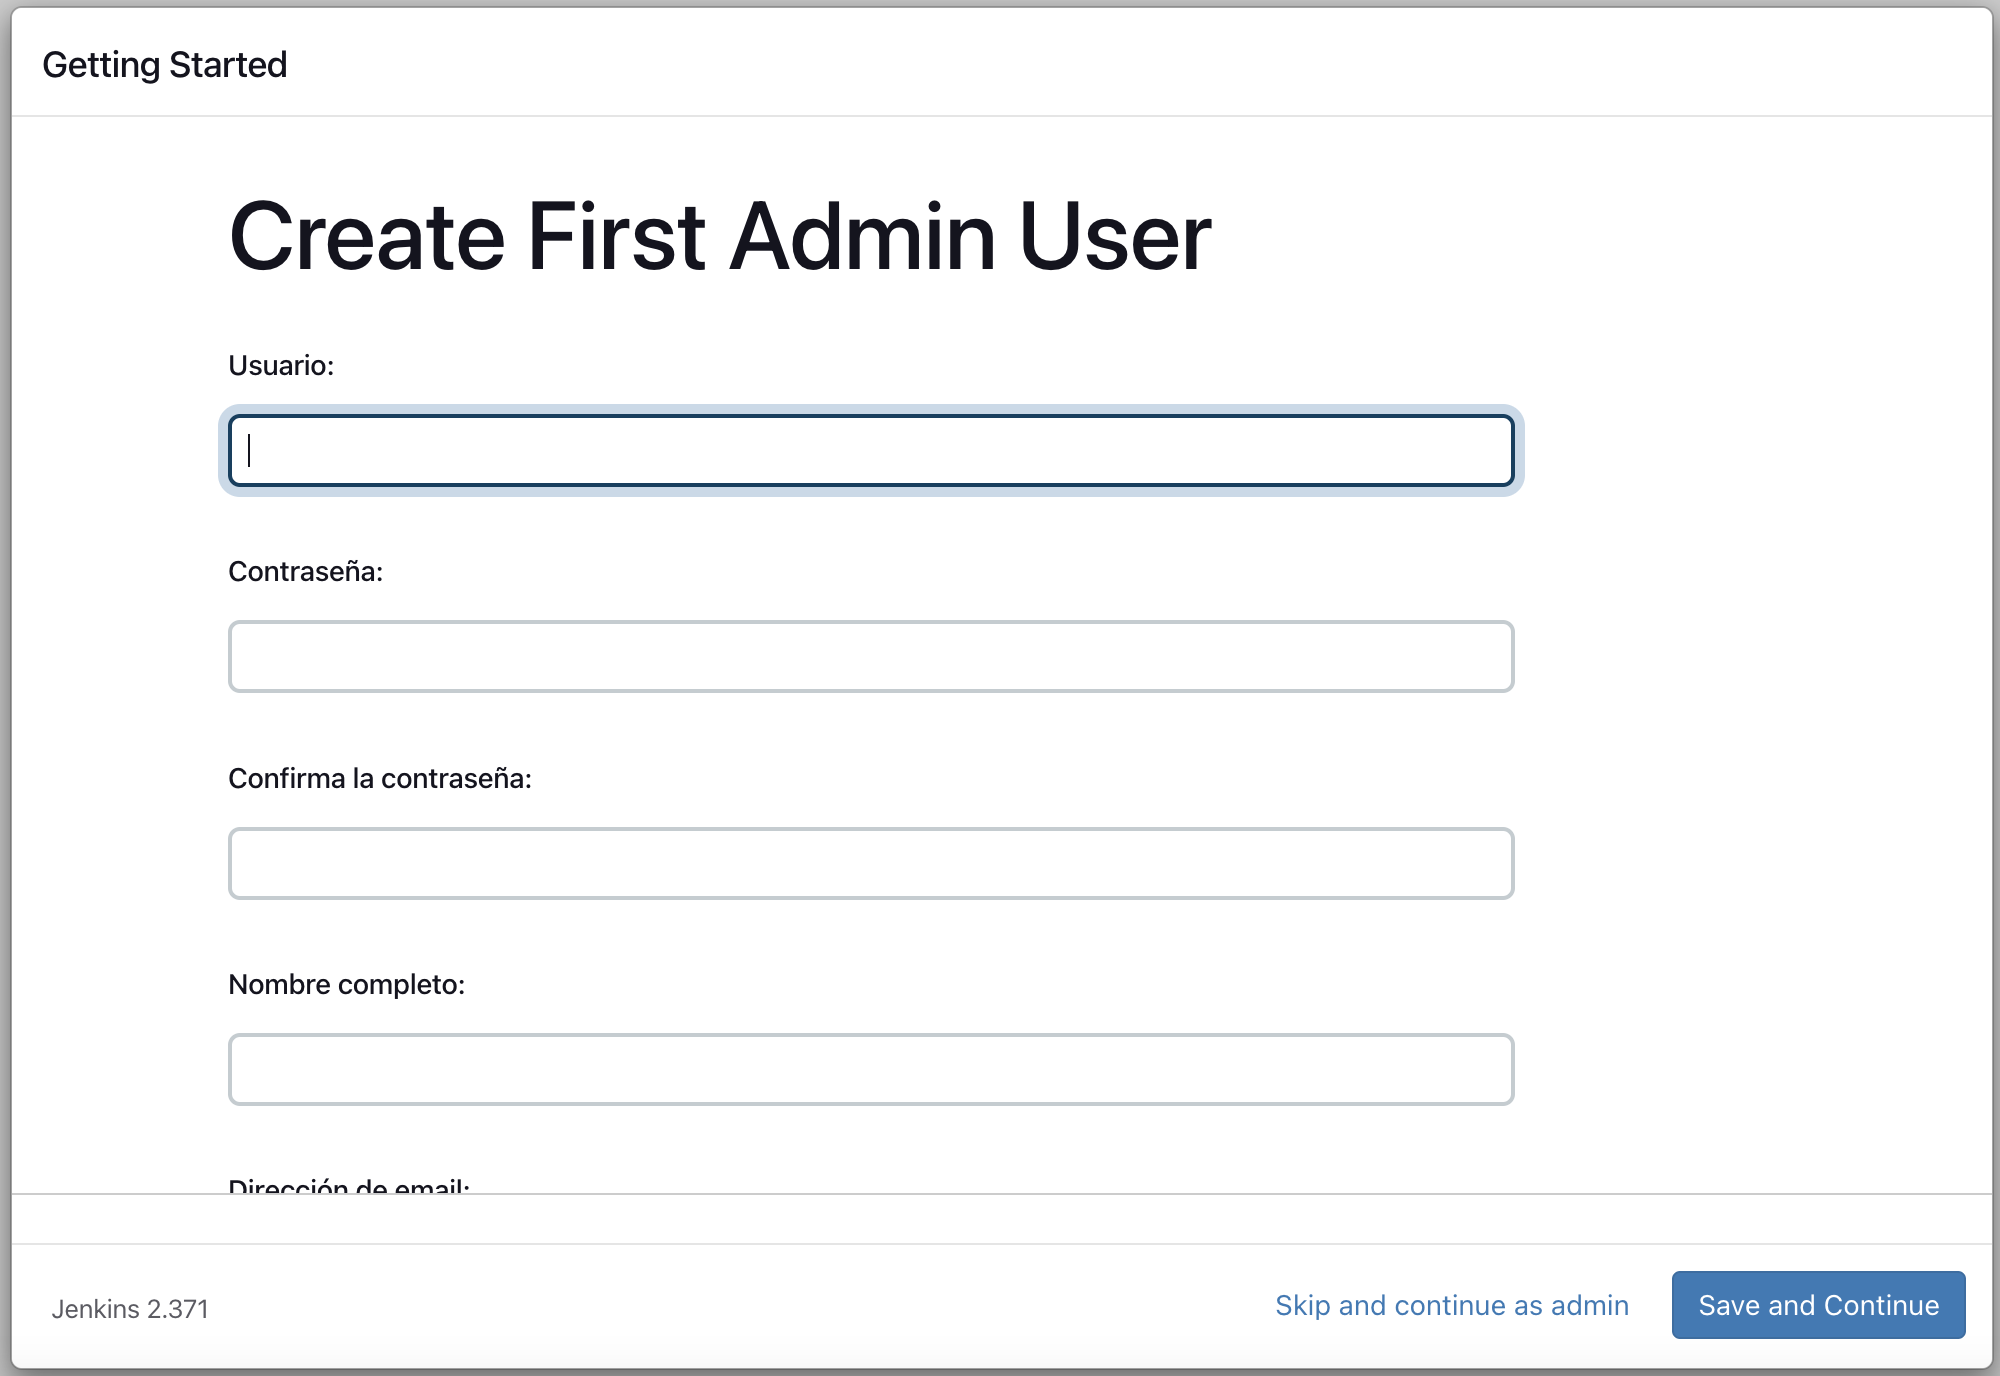 Getting Started
Create First Admin User
Usuario:
Contraseña:
Confirma la contraseña:
Nombre completo:
Dirección de email:
Jenkins 2.371
Skip and continue as admin
Save and Continue